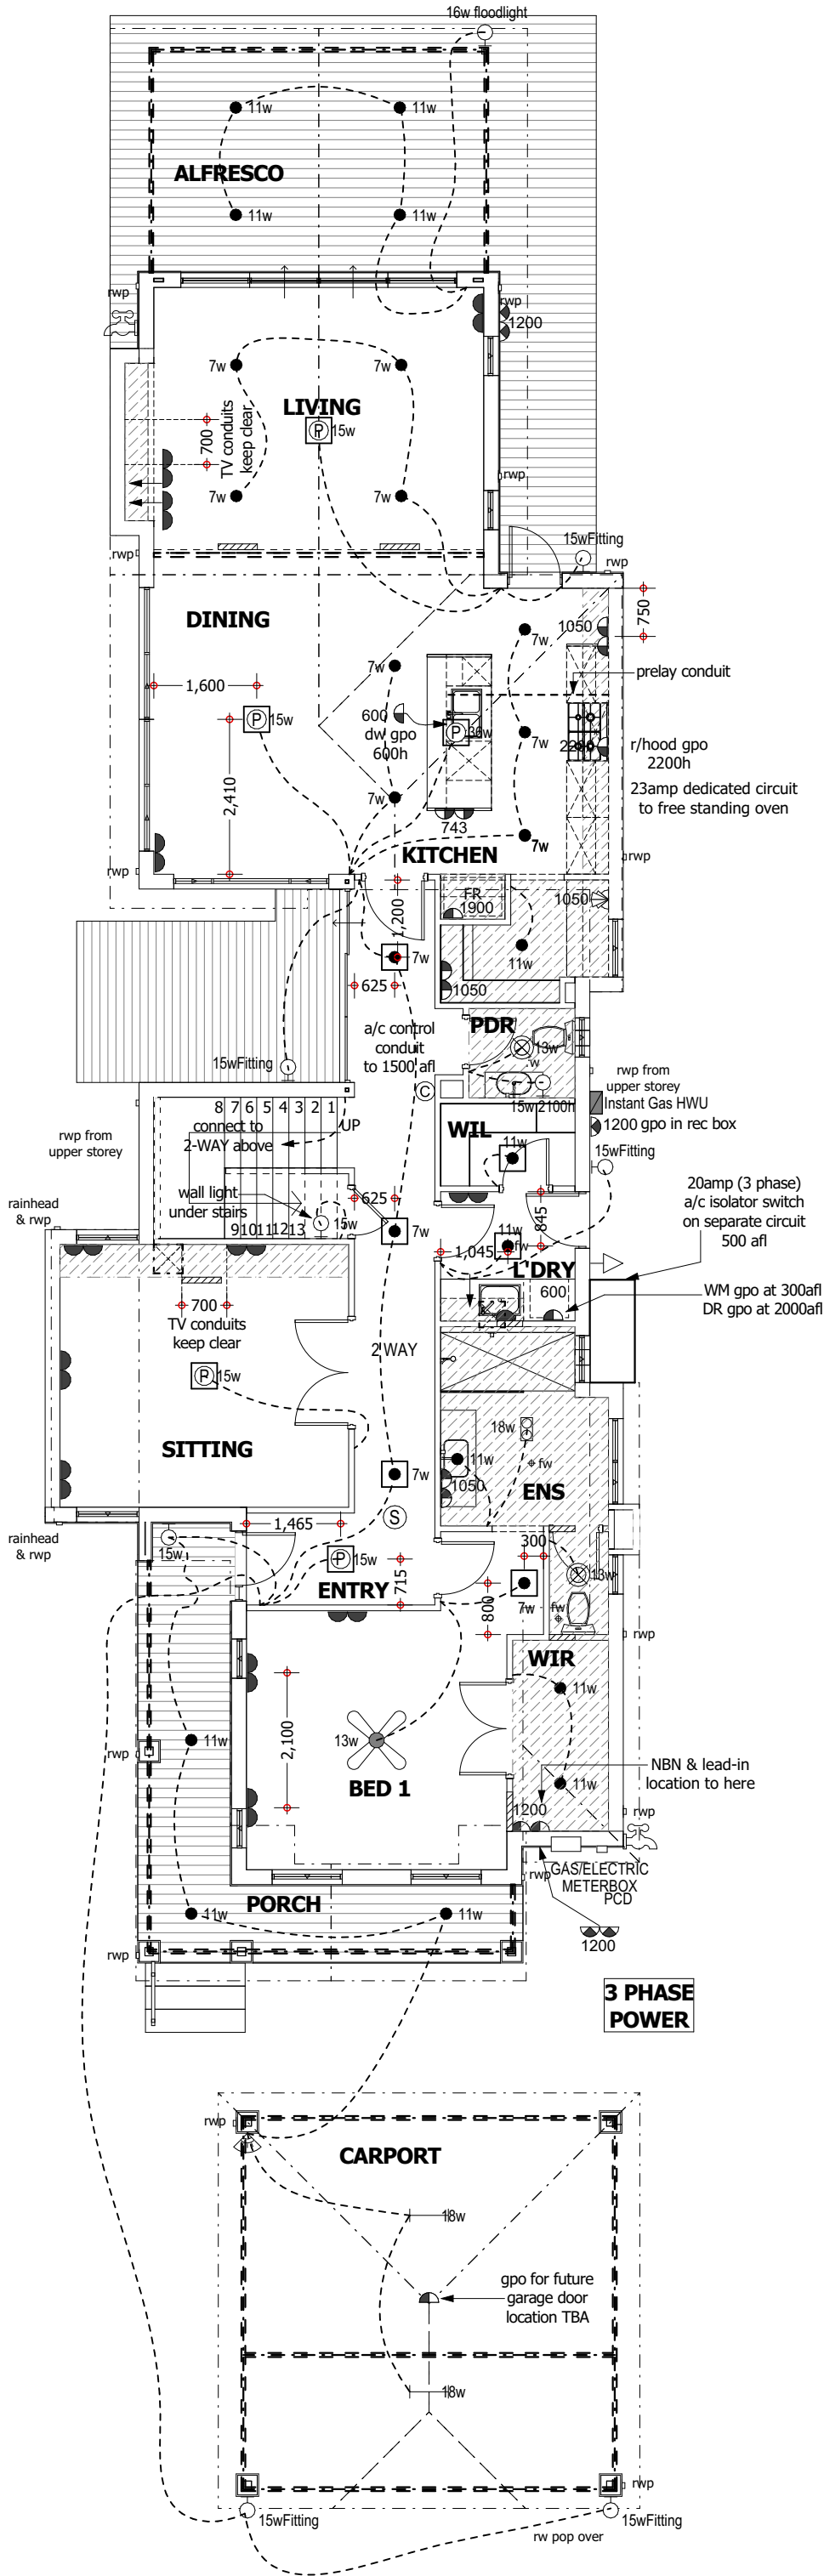 16w floodlight
11w
11w
ALFRESCO
11w
11w
rwp
rwp
1200
7w
7w
LIVING
15w
700
TV conduits
keep clear
7w
7w
rwp
15wFitting
rwp
rwp
DINING
1050
750
7w
7w
1,600
prelay conduit
15w
600
dw gpo
600h
36w
7w
r/hood gpo
2200h
2,410
7w
23amp dedicated circuit
to free standing oven
743
7w
KITCHEN
rwp
rwp
FR
1900
1050
1,200
11w
7w
625
1050
a/c control
conduit
to 1500 afl
PDR
13w
w
15wFitting
15w 2100h
rwp from
upper storey
Instant Gas HWU
1200 gpo in rec box
C
8 7 6 5 4 3 2 1
UP
connect to
2-WAY above
WIL
11w
15wFitting
rwp from
upper storey
wall light
under stairs
625
15w
7w
9 10 11 12 13
845
11w
fw
1,045
L'DRY
20amp (3 phase)
a/c isolator switch
on separate circuit
500 afl
rainhead
& rwp
600
WM gpo at 300afl
DR gpo at 2000afl
700
TV conduits
keep clear
2 WAY
15w
SITTING
18w
11w
fw
7w
1050
ENS
S
1,465
15w
rainhead
& rwp
300
15w
715
ENTRY
13w
7w
fw
800
WIR
rwp
11w
2,100
13w
11w
rwp
BED 1
11w
NBN & lead-in
location to here
1200
rwp
rwp
GAS/ELECTRIC
METERBOX
PCD
PORCH
11w
11w
rwp
1200
3 PHASE
POWER
rwp
CARPORT
18w
gpo for future
garage door
location TBA
18w
rwp
15wFitting
15wFitting
rw pop over